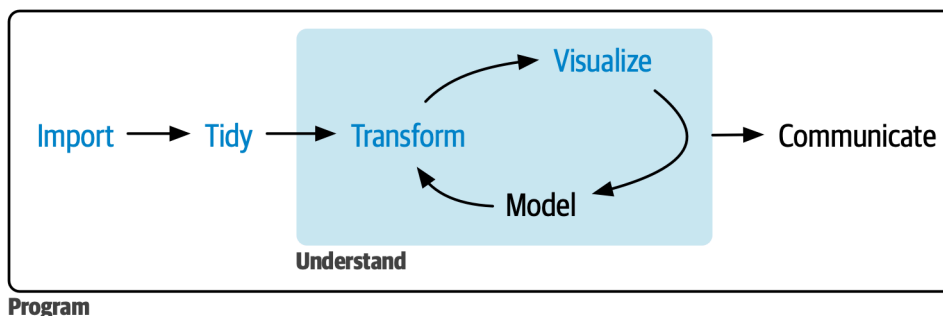 Visualize
Import
Tidy
Transform
Communicate
Model
Understand
Program